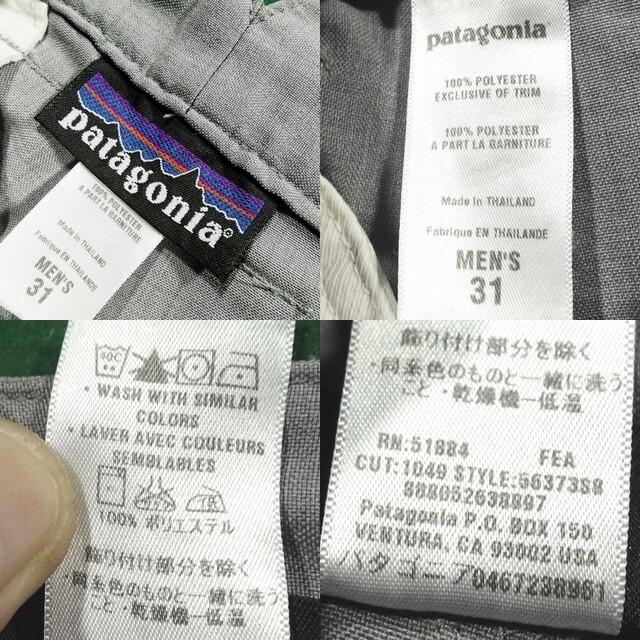 patagonia®
100% POLYESTER
Made in THAILAND
Fabrique EN THAILANDE
MEN'S
31
patagonia®
100% POLYESTER
EXCLUSIVE OF TRIM
100% POLYESTER
A PART LA GARNITURE
Made in THAILAND
Fabrique EN THAILANDE
MEN'S
31
40C
• WASH WITH SIMILAR
COLORS
• LAVER AVEC COULEURS
SEMBLABLES
100% ポリエステル
飾り付け部分を除く
・同系色のものと一緒に洗う
こと・乾燥機−低温
飾り付け部分を除く
・同系色のものと一緒に洗う
こと・乾燥機−低温
RN:51884 FEA
CUT:1049 STYLE:56373S8
888052638897
Patagonia P.O. BOX 150
VENTURA, CA 93002 USA
パタゴニア0467238961